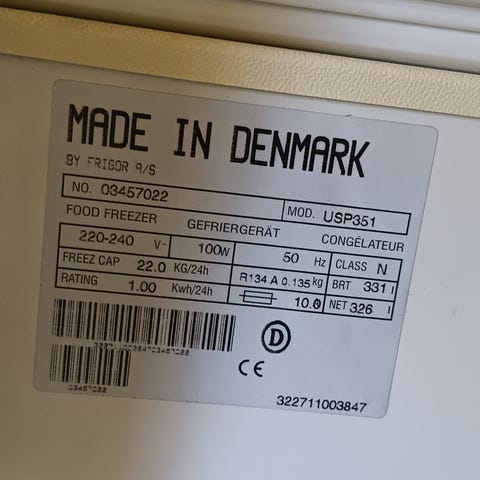 MADE IN DENMARK
BY FRIGOR A/S
NO. 03457022 MOD. USP351
FOOD FREEZER GEFRIERGERÄT CONGÉLATEUR
220-240 V~ 100W 50 Hz CLASS N
FREEZ CAP 22.0 KG/24h R134 A 0.135kg BRT 331 l
RATING 1.00 Kwh/24h 10.0 NET 326 l
D
CE
03457022
322711003847